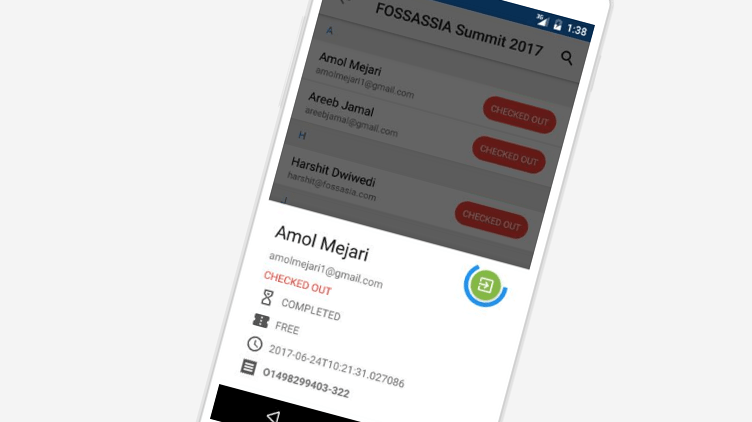 3G 1:38
FOSSASSIA Summit 2017
A
Amol Mejari
amolmejari1@gmail.com
CHECKED OUT
Areeb Jamal
areebjamal@gmail.com
CHECKED OUT
H
Harshit Dwiwedi
harshit@fossasia.com
CHECKED OUT
J
Amol Mejari
amolmejari1@gmail.com
CHECKED OUT
COMPLETED
FREE
2017-06-24T10:21:31.027086
O1498299403-322